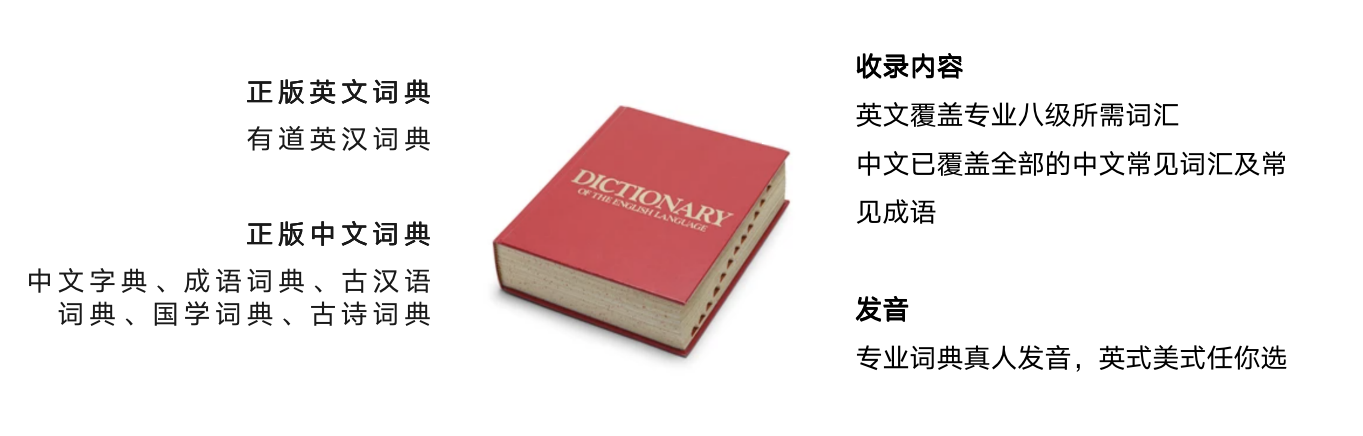 正版英文词典
有道英汉词典
正版中文词典
中文字典、成语词典、古汉语
词典、国学词典、古诗词典
DICTIONARY
OF THE ENGLISH LANGUAGE
收录内容
英文覆盖专业八级所需词汇
中文已覆盖全部的中文常见词汇及常
见成语
发音
专业词典真人发音，英式美式任你选